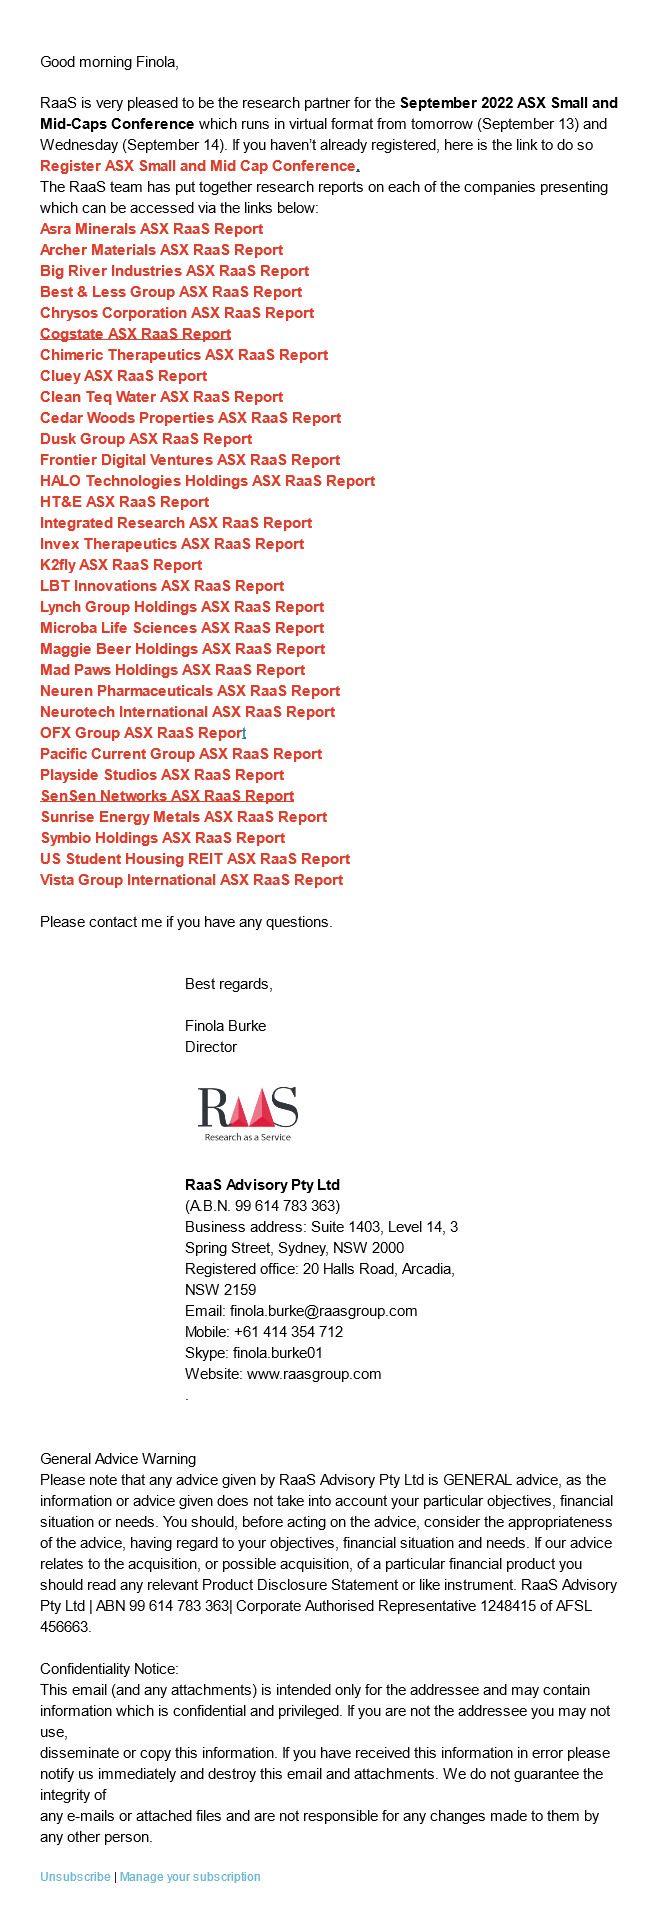 Good morning Finola,
RaaS is very pleased to be the research partner for the September 2022 ASX Small and
Mid-Caps Conference which runs in virtual format from tomorrow (September 13) and
Wednesday (September 14). If you haven't already registered, here is the link to do so
Register ASX Small and Mid Cap Conference.
The RaaS team has put together research reports on each of the companies presenting
which can be accessed via the links below:
Asra Minerals ASX RaaS Report
Archer Materials ASX RaaS Report
Big River Industries ASX RaaS Report
Best & Less Group ASX RaaS Report
Chrysos Corporation ASX RaaS Report
Cogstate ASX RaaS Report
Chimeric Therapeutics ASX RaaS Report
Cluey ASX RaaS Report
Clean Teq Water ASX RaaS Report
Cedar Woods Properties ASX RaaS Report
Dusk Group ASX RaaS Report
Frontier Digital Ventures ASX RaaS Report
HALO Technologies Holdings ASX RaaS Report
HT&E ASX RaaS Report
Integrated Research ASX RaaS Report
Invex Therapeutics ASX RaaS Report
K2fly ASX RaaS Report
LBT Innovations ASX RaaS Report
Lynch Group Holdings ASX RaaS Report
Microba Life Sciences ASX RaaS Report
Maggie Beer Holdings ASX RaaS Report
Mad Paws Holdings ASX RaaS Report
Neuren Pharmaceuticals ASX RaaS Report
Neurotech International ASX RaaS Report
OFX Group ASX RaaS Report
Pacific Current Group ASX RaaS Report
Playside Studios ASX RaaS Report
SenSen Networks ASX RaaS Report
Sunrise Energy Metals ASX RaaS Report
Symbio Holdings ASX RaaS Report
US Student Housing REIT ASX RaaS Report
Vista Group International ASX RaaS Report
Please contact me if you have any questions.
Best regards,
Finola Burke
Director
RAAS
Research as a Service
RaaS Advisory Pty Ltd
(A.B.N. 99 614 783 363)
Business address: Suite 1403, Level 14, 3
Spring Street, Sydney, NSW 2000
Registered office: 20 Halls Road, Arcadia,
NSW 2159
Email: finola.burke@raasgroup.com
Mobile: +61 414 354 712
Skype: finola.burke01
Website: www.raasgroup.com
.
General Advice Warning
Please note that any advice given by RaaS Advisory Pty Ltd is GENERAL advice, as the
information or advice given does not take into account your particular objectives, financial
situation or needs. You should, before acting on the advice, consider the appropriateness
of the advice, having regard to your objectives, financial situation and needs. If our advice
relates to the acquisition, or possible acquisition, of a particular financial product you
should read any relevant Product Disclosure Statement or like instrument. RaaS Advisory
Pty Ltd | ABN 99 614 783 363| Corporate Authorised Representative 1248415 of AFSL
456663.
Confidentiality Notice:
This email (and any attachments) is intended only for the addressee and may contain
information which is confidential and privileged. If you are not the addressee you may not
use,
disseminate or copy this information. If you have received this information in error please
notify us immediately and destroy this email and attachments. We do not guarantee the
integrity of
any e-mails or attached files and are not responsible for any changes made to them by
any other person.
Unsubscribe | Manage your subscription